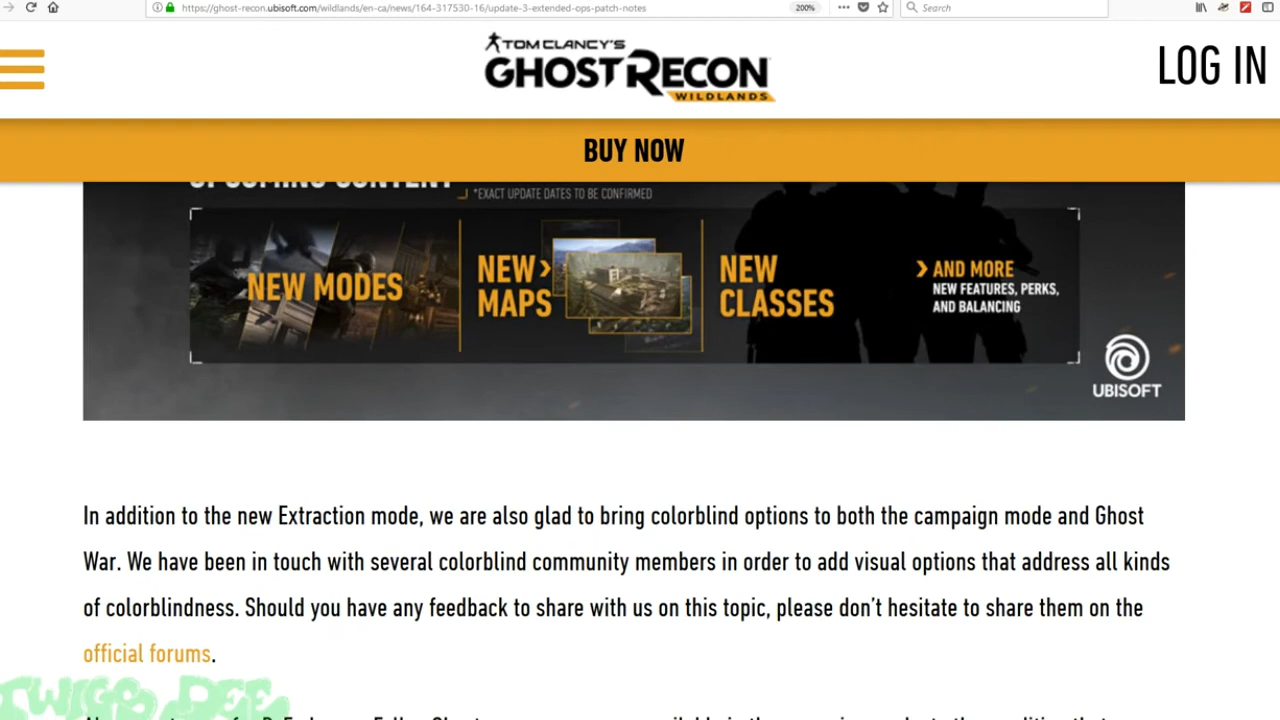 https://ghost-recon.ubisoft.com/wildlands/en-ca/news/164-317530-16/update-3-extended-ops-patch-notes
200%
Search
TOM CLANCY'S
GHOST RECON
WILDLANDS
LOG IN
BUY NOW
UPCOMING CONTENT
*EXACT UPDATE DATES TO BE CONFIRMED
NEW MODES
NEW
MAPS
NEW
CLASSES
AND MORE
NEW FEATURES, PERKS,
AND BALANCING
UBISOFT
In addition to the new Extraction mode, we are also glad to bring colorblind options to both the campaign mode and Ghost
War. We have been in touch with several colorblind community members in order to add visual options that address all kinds
of colorblindness. Should you have any feedback to share with us on this topic, please don't hesitate to share them on the
official forums.
TWIGG DEE